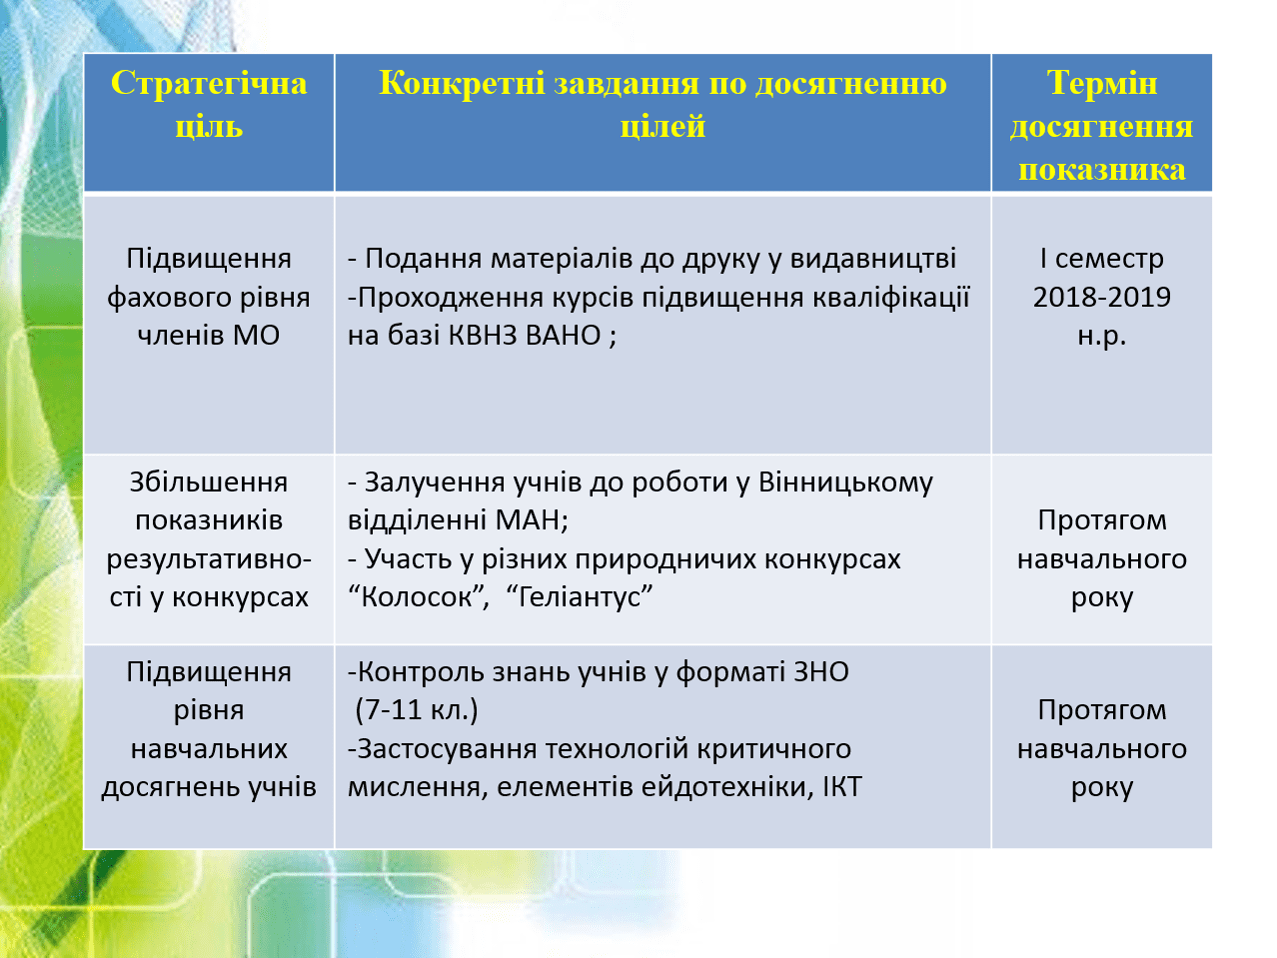 Стратегічна
ціль
Конкретні завдання по досягненню
цілей
Термін
досягнення
показника
Підвищення
фахового рівня
членів МО
- Подання матеріалів до друку у видавництві
-Проходження курсів підвищення кваліфікації
на базі КВНЗ ВАНО ;
І семестр
2018-2019
н.р.
Збільшення
показників
результативно-
сті у конкурсах
- Залучення учнів до роботи у Вінницькому
відділенні МАН;
- Участь у різних природничих конкурсах
“Колосок”, “Геліантус”
Протягом
навчального
року
Підвищення
рівня
навчальних
досягнень учнів
-Контроль знань учнів у форматі ЗНО
(7-11 кл.)
-Застосування технологій критичного
мислення, елементів ейдотехніки, ІКТ
Протягом
навчального
року